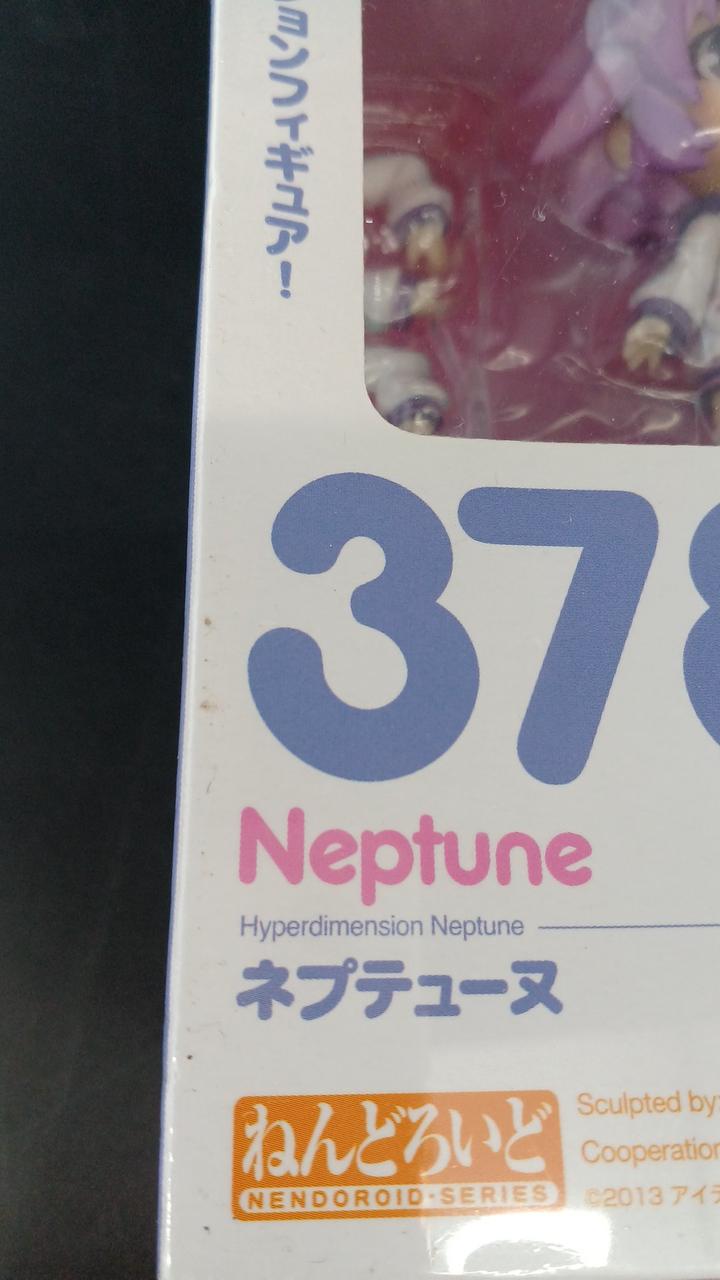 ョンフィギュア!
378
Neptune
Hyperdimension Neptune
ネプテューヌ
ねんどろいど
NENDOROID·SERIES
Sculpted by:
Cooperation
©2013 アイデ